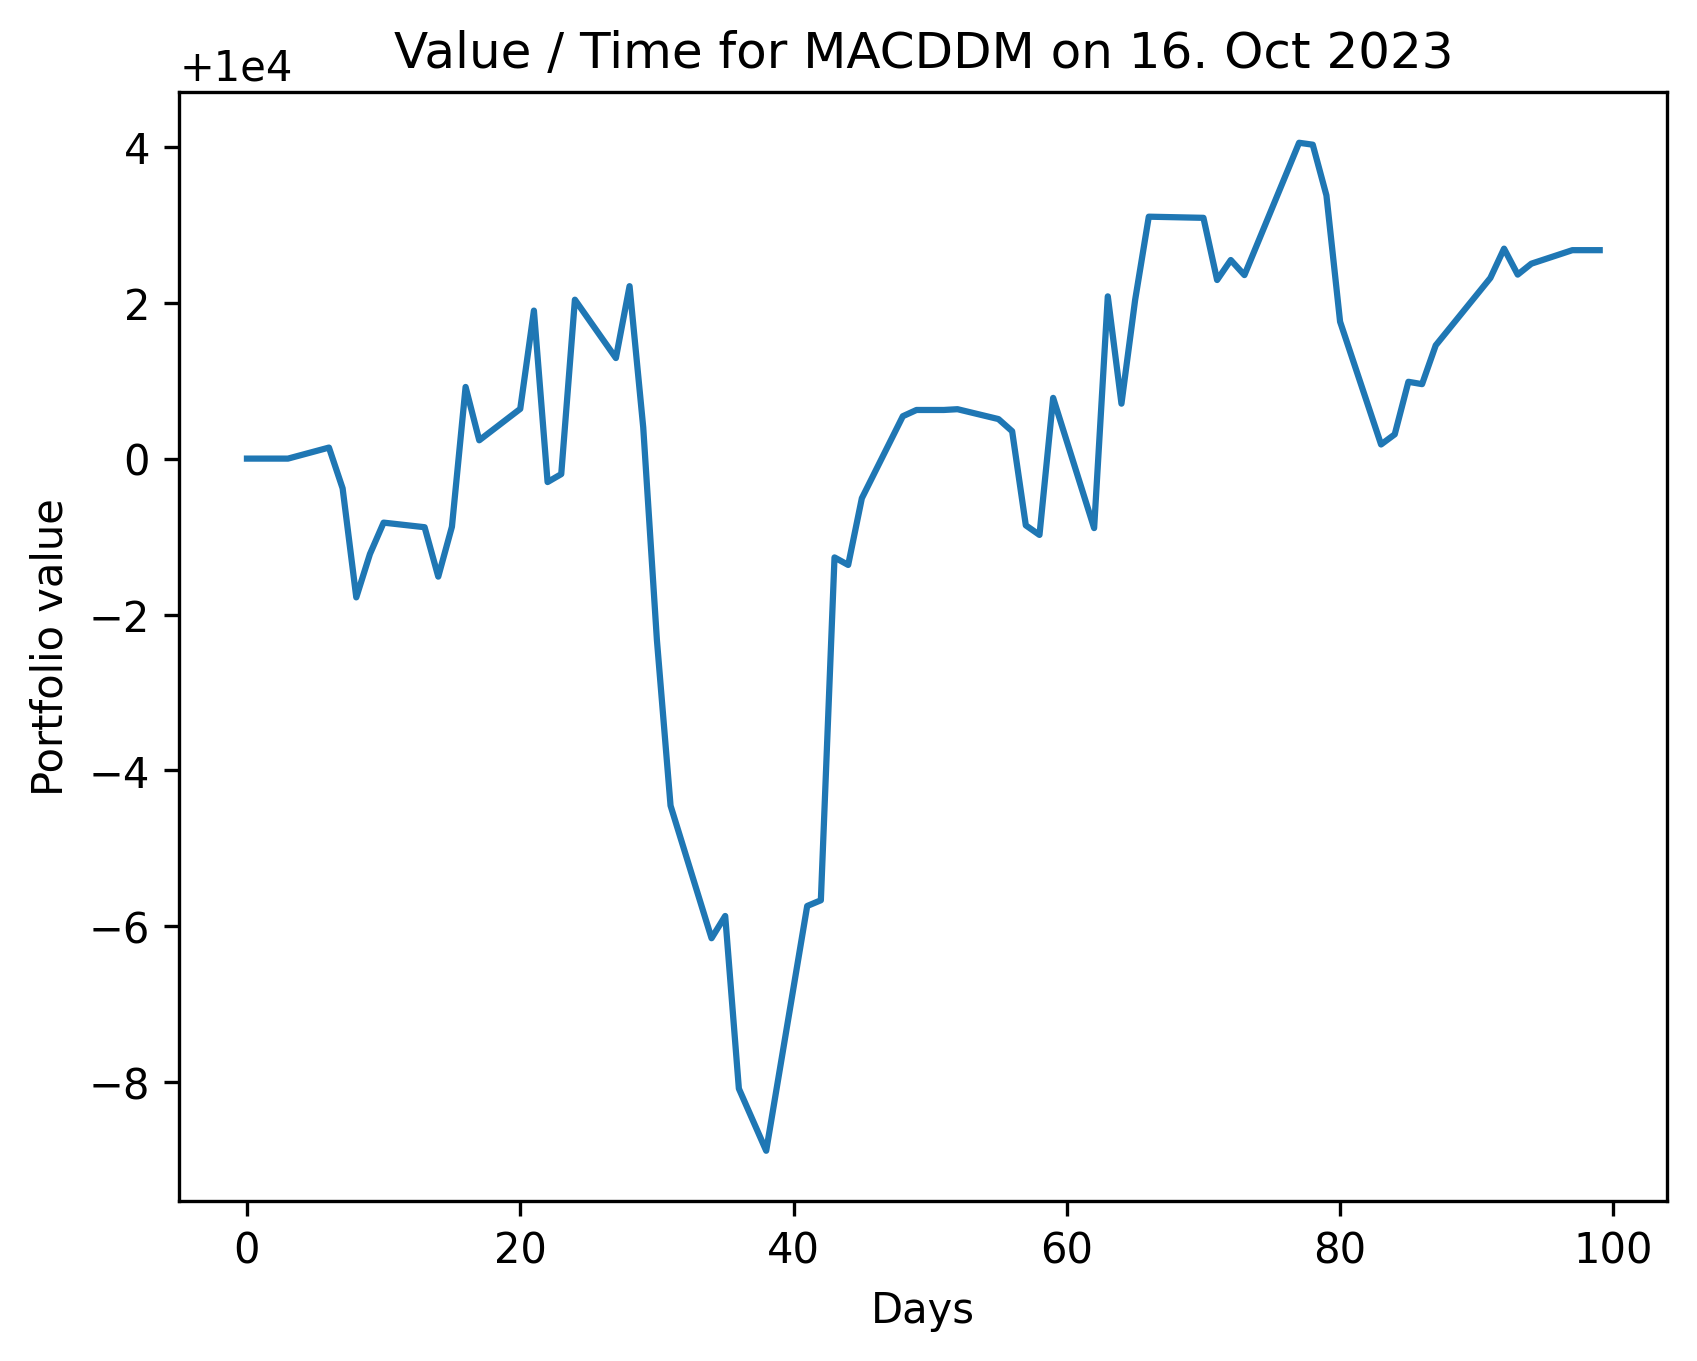 Value / Time for MACDDM on 16. Oct 2023
+1e4
4
2
0
−2
−4
−6
−8
Portfolio value
0 20 40 60 80 100
Days